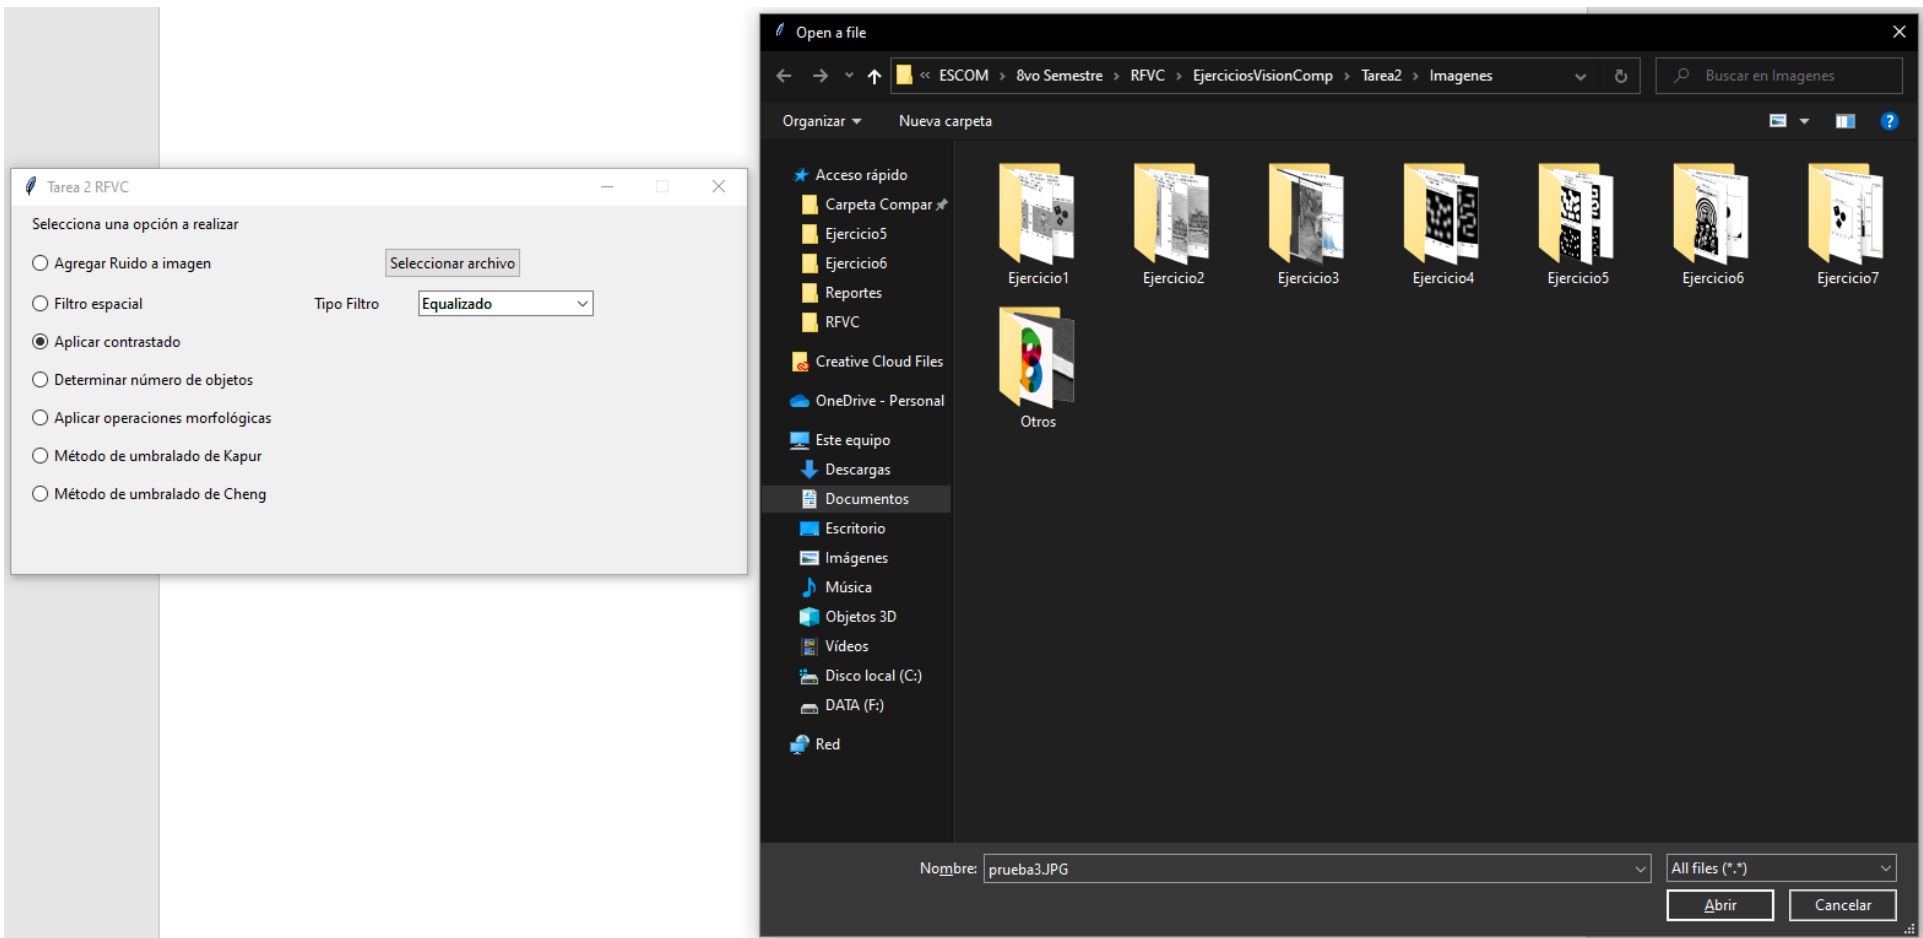 Tarea 2 RFVC
Selecciona una opción a realizar
Agregar Ruido a imagen
Seleccionar archivo
Filtro espacial
Tipo Filtro
Equalizado
Aplicar contrastado
Determinar número de objetos
Aplicar operaciones morfológicas
Método de umbralado de Kapur
Método de umbralado de Cheng
Open a file
« ESCOM › 8vo Semestre › RFVC › EjerciciosVisionComp › Tarea2 › Imagenes
Buscar en Imagenes
Organizar
Nueva carpeta
Acceso rápido
Carpeta Compar
Ejercicio5
Ejercicio6
Reportes
RFVC
Creative Cloud Files
OneDrive - Personal
Este equipo
Descargas
Documentos
Escritorio
Imágenes
Música
Objetos 3D
Vídeos
Disco local (C:)
DATA (F:)
Red
Ejercicio1
Ejercicio2
Ejercicio3
Ejercicio4
Ejercicio5
Ejercicio6
Ejercicio7
Otros
Nombre:
prueba3.JPG
All files (*.*)
Abrir
Cancelar